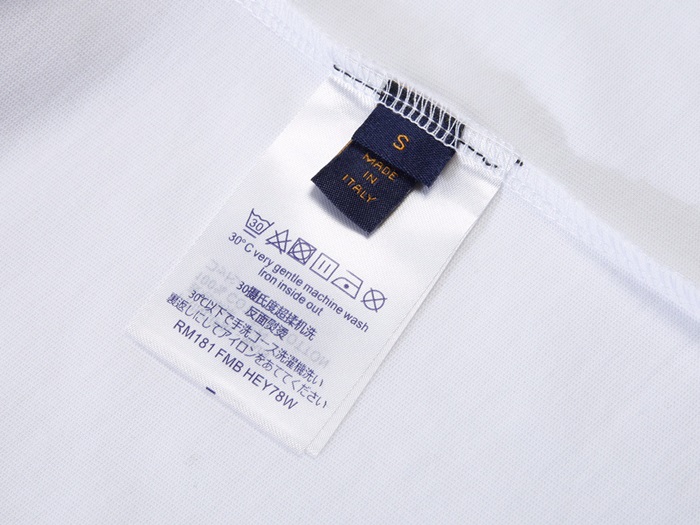 S
MADE
IN
ITALY
30
30°C very gentle machine wash
Iron inside out
30摄氏度超揉机洗
反面熨烫
30℃以下で手洗コース洗濯機洗い
裏返しにしてアイロンをあててください
RM181 FMB HEY78W